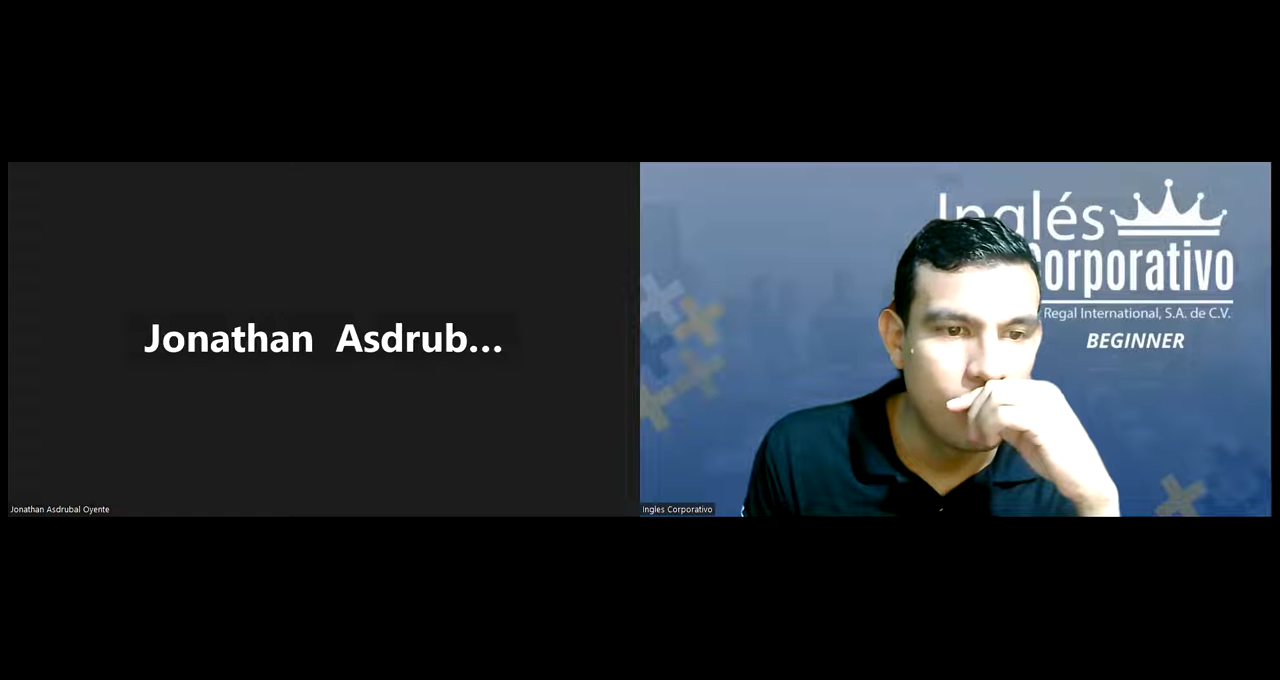 Jonathan Asdrub...
Jonathan Asdrubal Oyente
Inglés
Corporativo
Regal International, S.A. de C.V.
BEGINNER
Ingles Corporativo